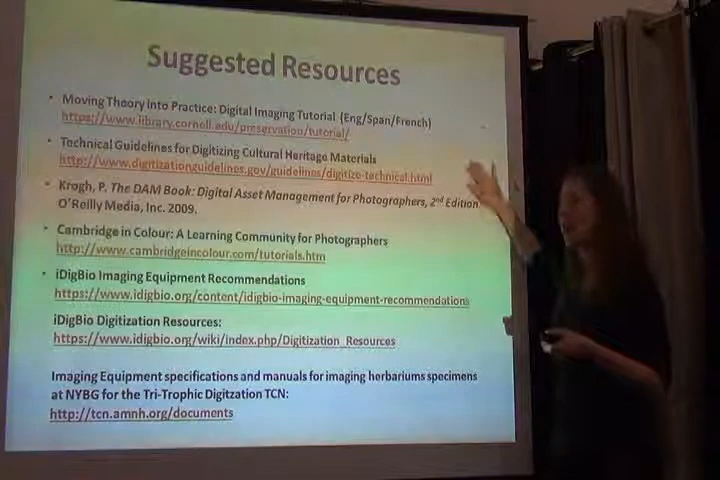 Suggested Resources
• Moving Theory into Practice: Digital Imaging Tutorial (Eng/Span/French)
https://www.library.cornell.edu/preservation/tutorial/
• Technical Guidelines for Digitizing Cultural Heritage Materials
http://www.digitizationguidelines.gov/guidelines/digitize-technical.html
• Krogh, P. The DAM Book: Digital Asset Management for Photographers, 2nd Edition.
O'Reilly Media, Inc. 2009.
• Cambridge in Colour: A Learning Community for Photographers
http://www.cambridgeincolour.com/tutorials.htm
• iDigBio Imaging Equipment Recommendations
https://www.idigbio.org/content/idigbio-imaging-equipment-recommendations
iDigBio Digitization Resources:
https://www.idigbio.org/wiki/index.php/Digitization_Resources
Imaging Equipment specifications and manuals for imaging herbariums specimens
at NYBG for the Tri-Trophic Digitzation TCN:
http://tcn.amnh.org/documents